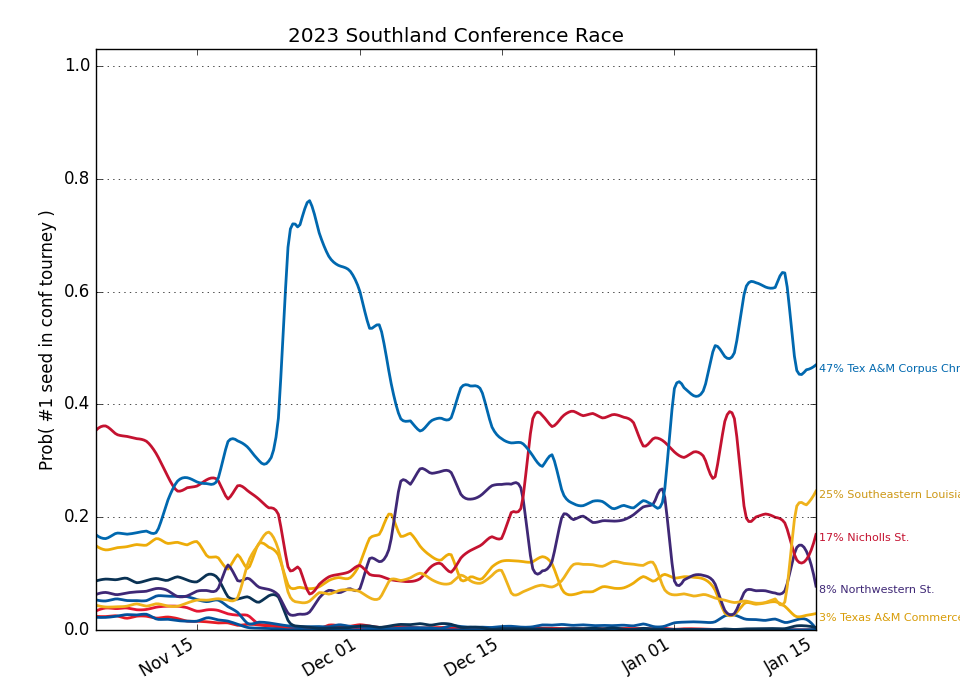 2023 Southland Conference Race
Prob( #1 seed in conf tourney )
1.0
0.8
0.6
0.4
0.2
0.0
Nov 15
Dec 01
Dec 15
Jan 01
Jan 15
47% Tex A&M Corpus Chr
25% Southeastern Louisia
17% Nicholls St.
8% Northwestern St.
3% Texas A&M Commerce